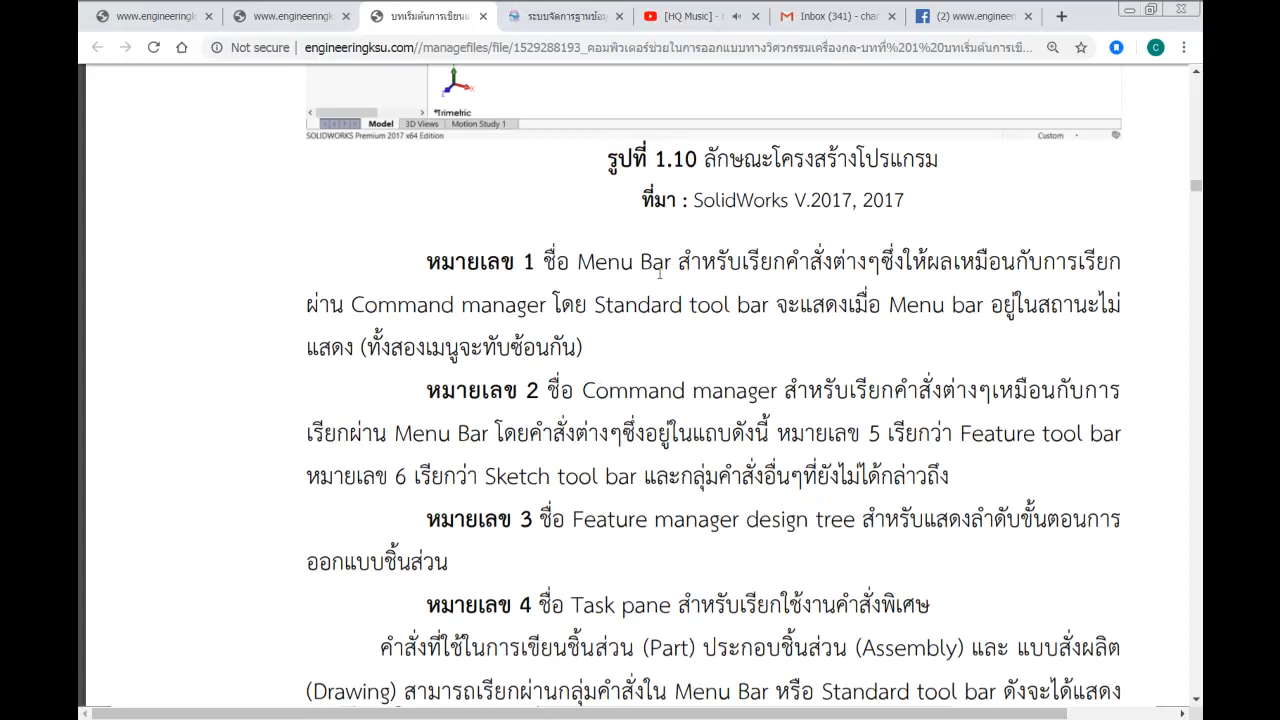 www.engineeringk
www.engineeringk
บทเริ่มต้นการเขียนแ
ระบบจัดการฐานข้อมู
[HQ Music] -
Inbox (341) - char
(2) www.engineer
Not secure
engineeringksu.com//managefiles/file/1529288193_คอมพิวเตอร์ช่วยในการออกแบบทางวิศวกรรมเครื่องกล-บทที่%201%20บทเริ่มต้นการเขี...
C
*Trimetric
Model 3D Views Motion Study 1
SOLIDWORKS Premium 2017 x64 Edition Custom
รูปที่ 1.10 ลักษณะโครงสร้างโปรแกรม
ที่มา : SolidWorks V.2017, 2017
หมายเลข 1 ชื่อ Menu Bar สำหรับเรียกคำสั่งต่างๆซึ่งให้ผลเหมือนกับการเรียก
ผ่าน Command manager โดย Standard tool bar จะแสดงเมื่อ Menu bar อยู่ในสถานะไม่
แสดง (ทั้งสองเมนูจะทับซ้อนกัน)
หมายเลข 2 ชื่อ Command manager สำหรับเรียกคำสั่งต่างๆเหมือนกับการ
เรียกผ่าน Menu Bar โดยคำสั่งต่างๆซึ่งอยู่ในแถบดังนี้ หมายเลข 5 เรียกว่า Feature tool bar
หมายเลข 6 เรียกว่า Sketch tool bar และกลุ่มคำสั่งอื่นๆที่ยังไม่ได้กล่าวถึง
หมายเลข 3 ชื่อ Feature manager design tree สำหรับแสดงลำดับขั้นตอนการ
ออกแบบชิ้นส่วน
หมายเลข 4 ชื่อ Task pane สำหรับเรียกใช้งานคำสั่งพิเศษ
คำสั่งที่ใช้ในการเขียนชิ้นส่วน (Part) ประกอบชิ้นส่วน (Assembly) และ แบบสั่งผลิต
(Drawing) สามารถเรียกผ่านกลุ่มคำสั่งใน Menu Bar หรือ Standard tool bar ดังจะได้แสดง